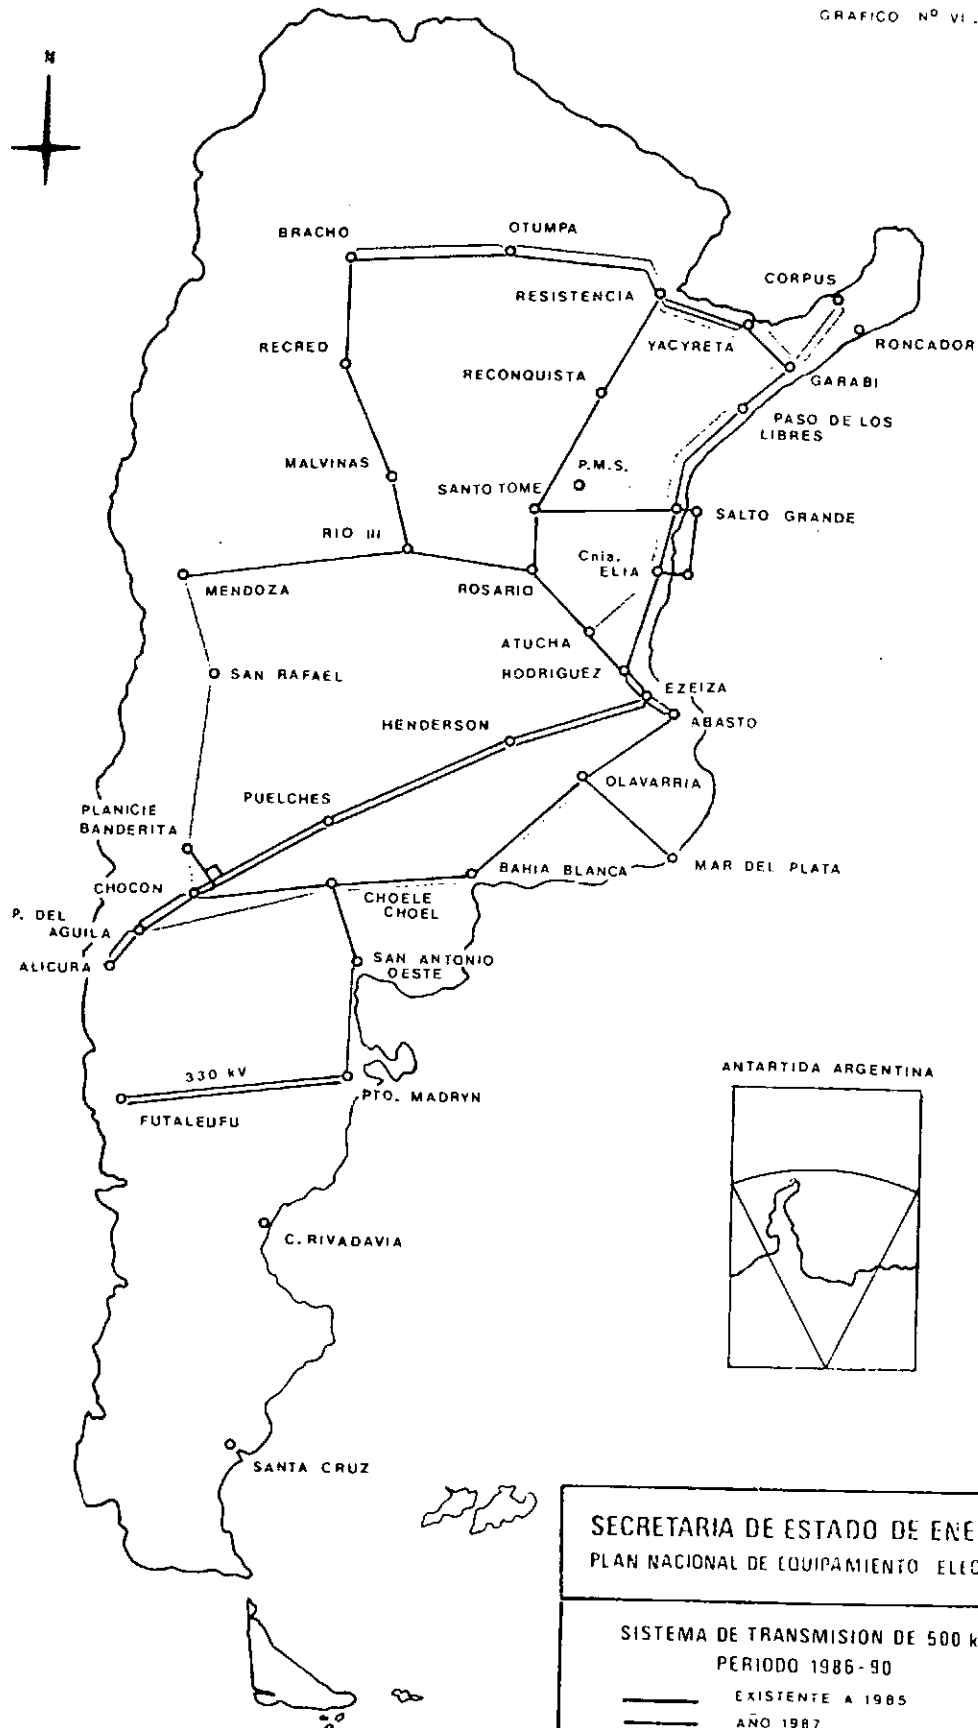 GRAFICO Nº VI.
N
BRACHO
OTUMPA
RESISTENCIA
CORPUS
RONCADOR
YACYRETA
GARABI
RECREO
RECONQUISTA
PASO DE LOS
LIBRES
MALVINAS
P.M.S.
SANTO TOME
SALTO GRANDE
RIO III
Cnia.
ELIA
MENDOZA
ROSARIO
ATUCHA
SAN RAFAEL
RODRIGUEZ
EZEIZA
ABASTO
HENDERSON
OLAVARRIA
PUELCHES
PLANICIE
BANDERITA
CHOCON
BAHIA BLANCA
MAR DEL PLATA
CHOELE
CHOEL
P. DEL
AGUILA
ALICURA
SAN ANTONIO
OESTE
330 kV
PTO. MADRYN
FUTALEUFU
ANTARTIDA ARGENTINA
C. RIVADAVIA
SANTA CRUZ
SECRETARIA DE ESTADO DE ENE
PLAN NACIONAL DE EQUIPAMIENTO ELEC
SISTEMA DE TRANSMISION DE 500 k
PERIODO 1986-90
EXISTENTE A 1985
AÑO 1987